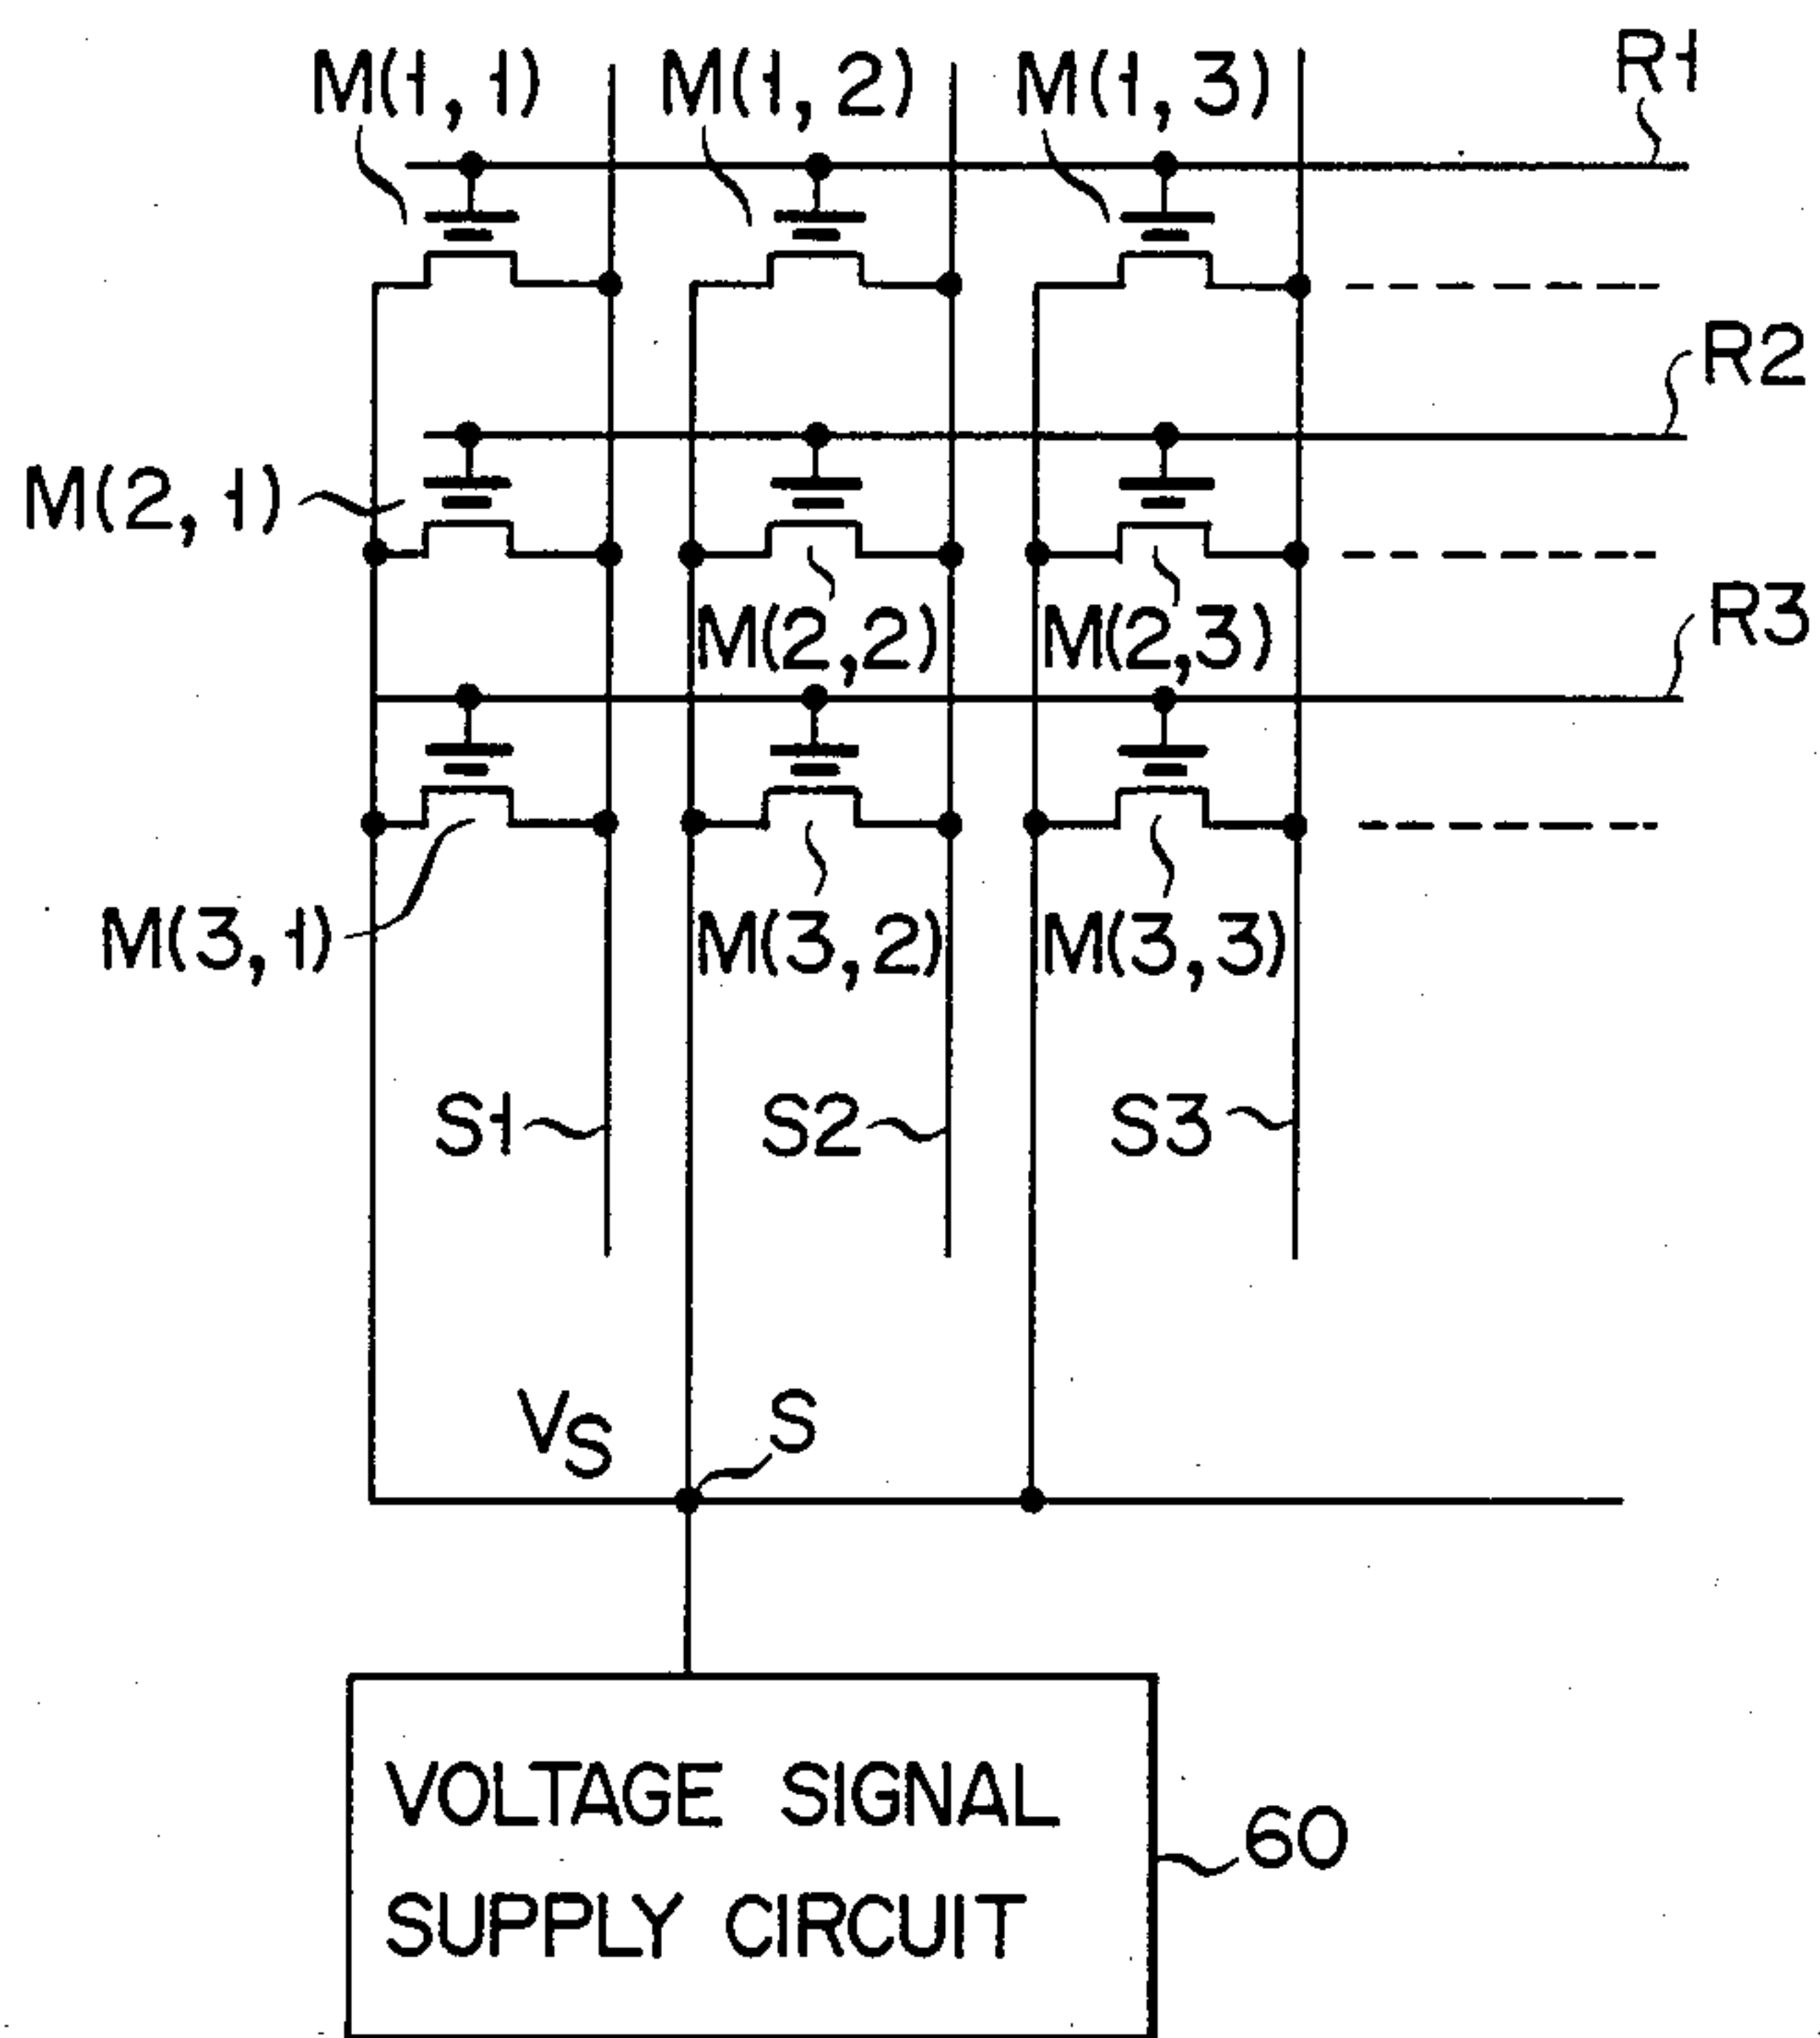 M(1,1) M(1,2) M(1,3) R1
R2
M(2,1)
M(2,2) M(2,3) R3
M(3,1) M(3,2) M(3,3)
S1 S2 S3
VS S
VOLTAGE SIGNAL
SUPPLY CIRCUIT
60